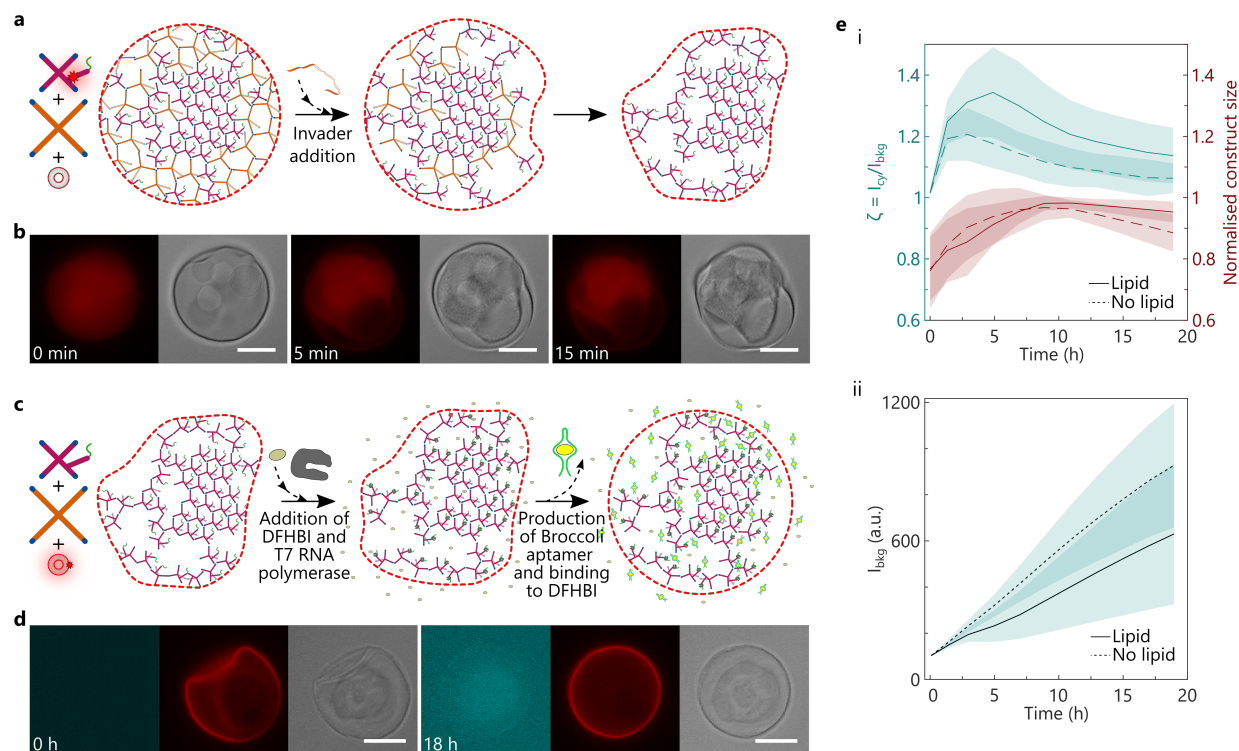 a
+
+
Invader
addition
b
0 min
5 min
15 min
c
+
+
Addition of
DFHBI and
T7 RNA
polymerase
Production
of Broccoli
aptamer
and binding
to DFHBI
d
0 h
18 h
e
i
1.4
1.2
1
0.8
0.6
ζ = Icy/Ibkg
1.4
1.2
1
0.8
0.6
Normalised construct size
Lipid
No lipid
0 5 10 15 20
Time (h)
ii
1200
600
0
Ibkg (a.u.)
Lipid
No lipid
0 5 10 15 20
Time (h)